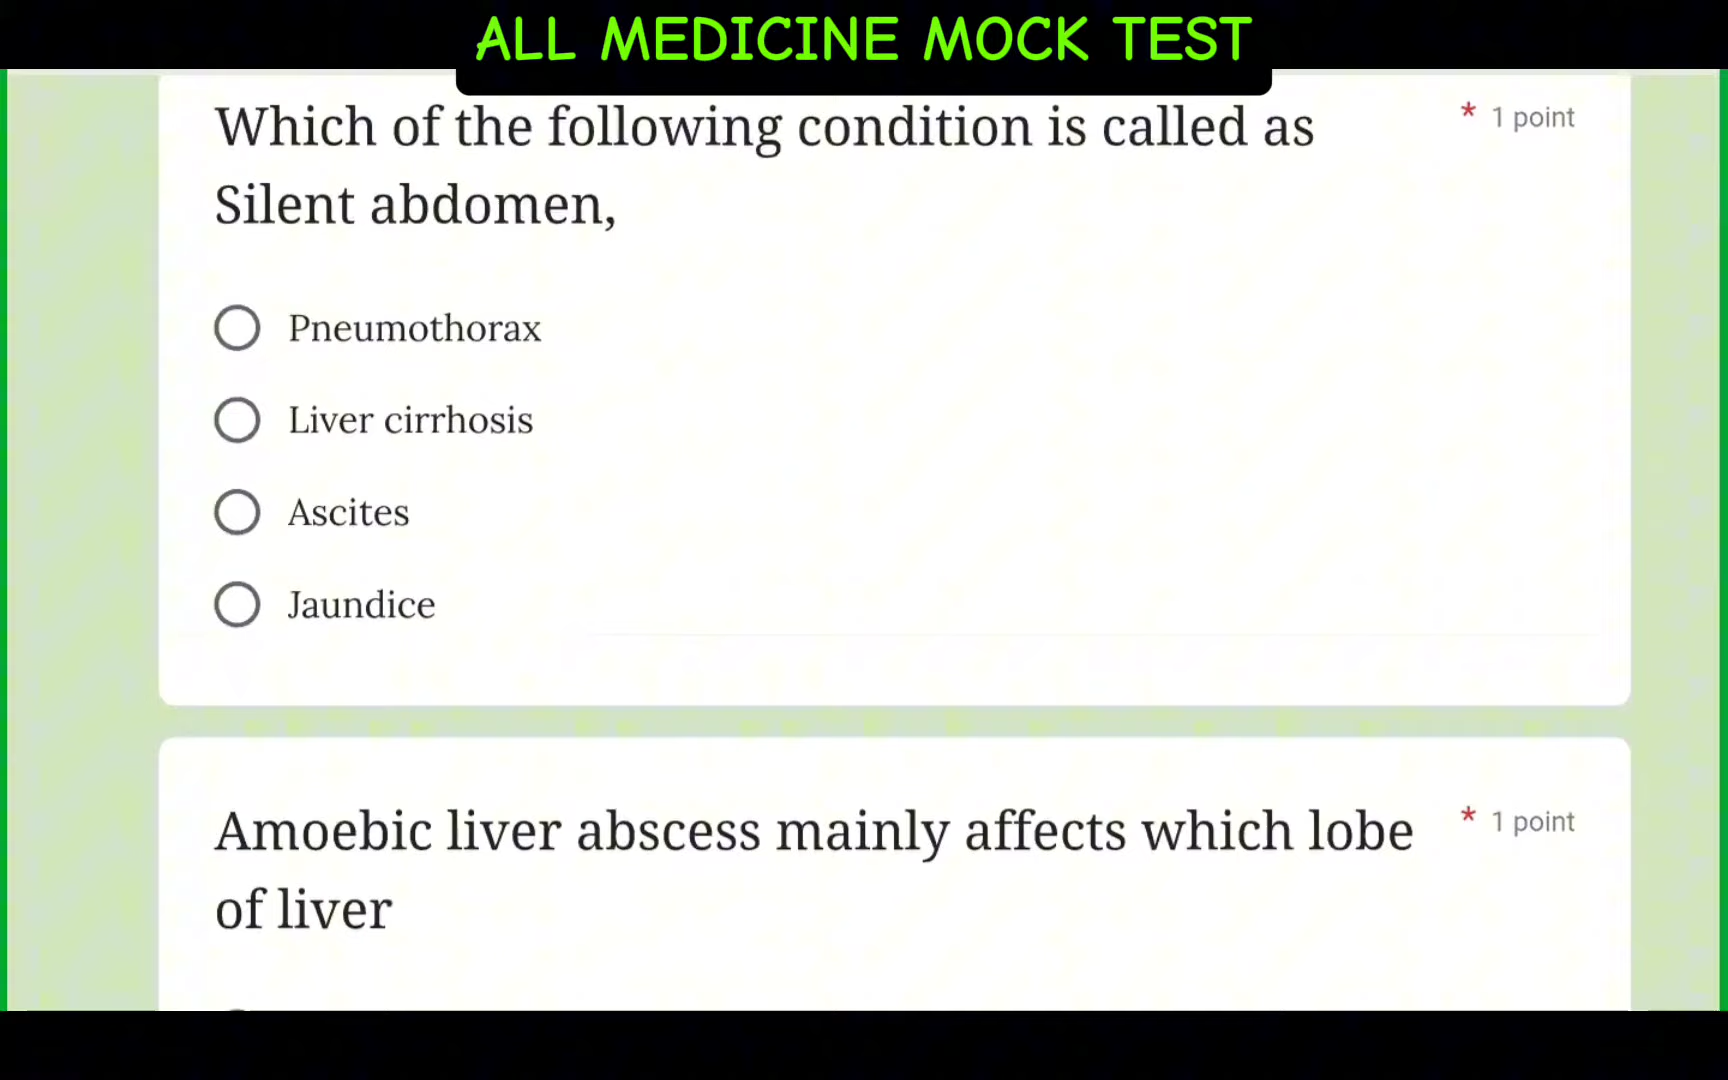 ALL MEDICINE MOCK TEST
Which of the following condition is called as
* 1 point
Silent abdomen,
Pneumothorax
Liver cirrhosis
Ascites
Jaundice
Amoebic liver abscess mainly affects which lobe
* 1 point
of liver